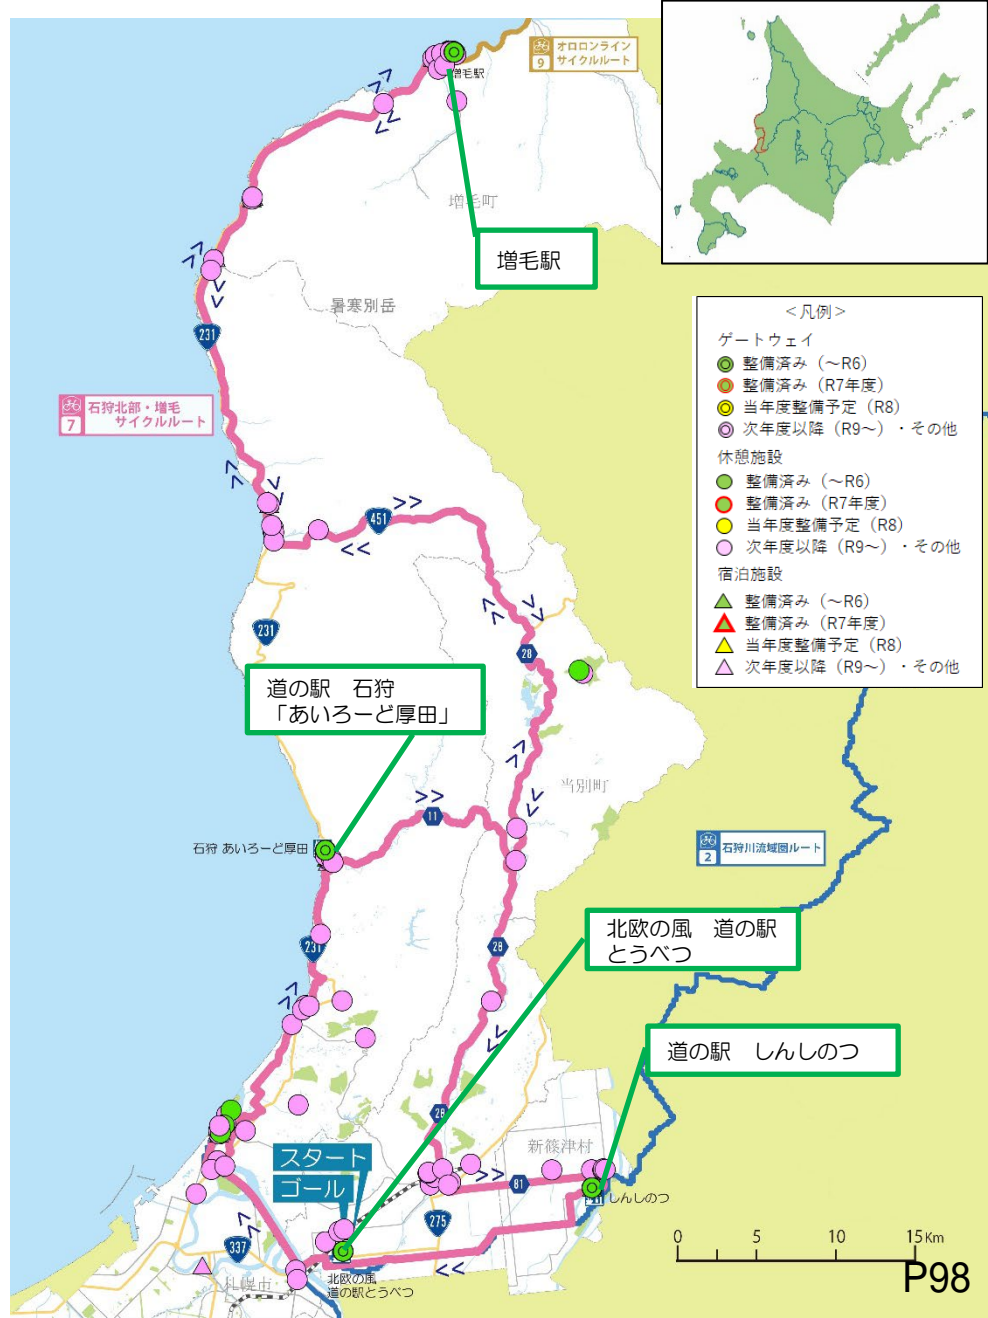 オロロンライン
9 サイクルルート
増毛駅
増毛町
増毛駅
暑寒別岳
231
石狩北部・増毛
7 サイクルルート
<凡例>
ゲートウェイ
整備済み（～R6）
整備済み（R7年度）
当年度整備予定（R8）
次年度以降（R9～）・その他
休憩施設
整備済み（～R6）
整備済み（R7年度）
当年度整備予定（R8）
次年度以降（R9～）・その他
宿泊施設
整備済み（～R6）
整備済み（R7年度）
当年度整備予定（R8）
次年度以降（R9～）・その他
>>
451
<<
231
28
道の駅 石狩
「あいろーど厚田」
当別町
>>
11
石狩 あいろーど厚田
2 石狩川流域圏ルート
北欧の風 道の駅
とうべつ
231
28
道の駅 しんしのつ
28
新篠津村
スタート
ゴール
>>
81
しんしのつ
275
337
<<
札幌市
北欧の風
道の駅とうべつ
0 5 10 15Km
P98